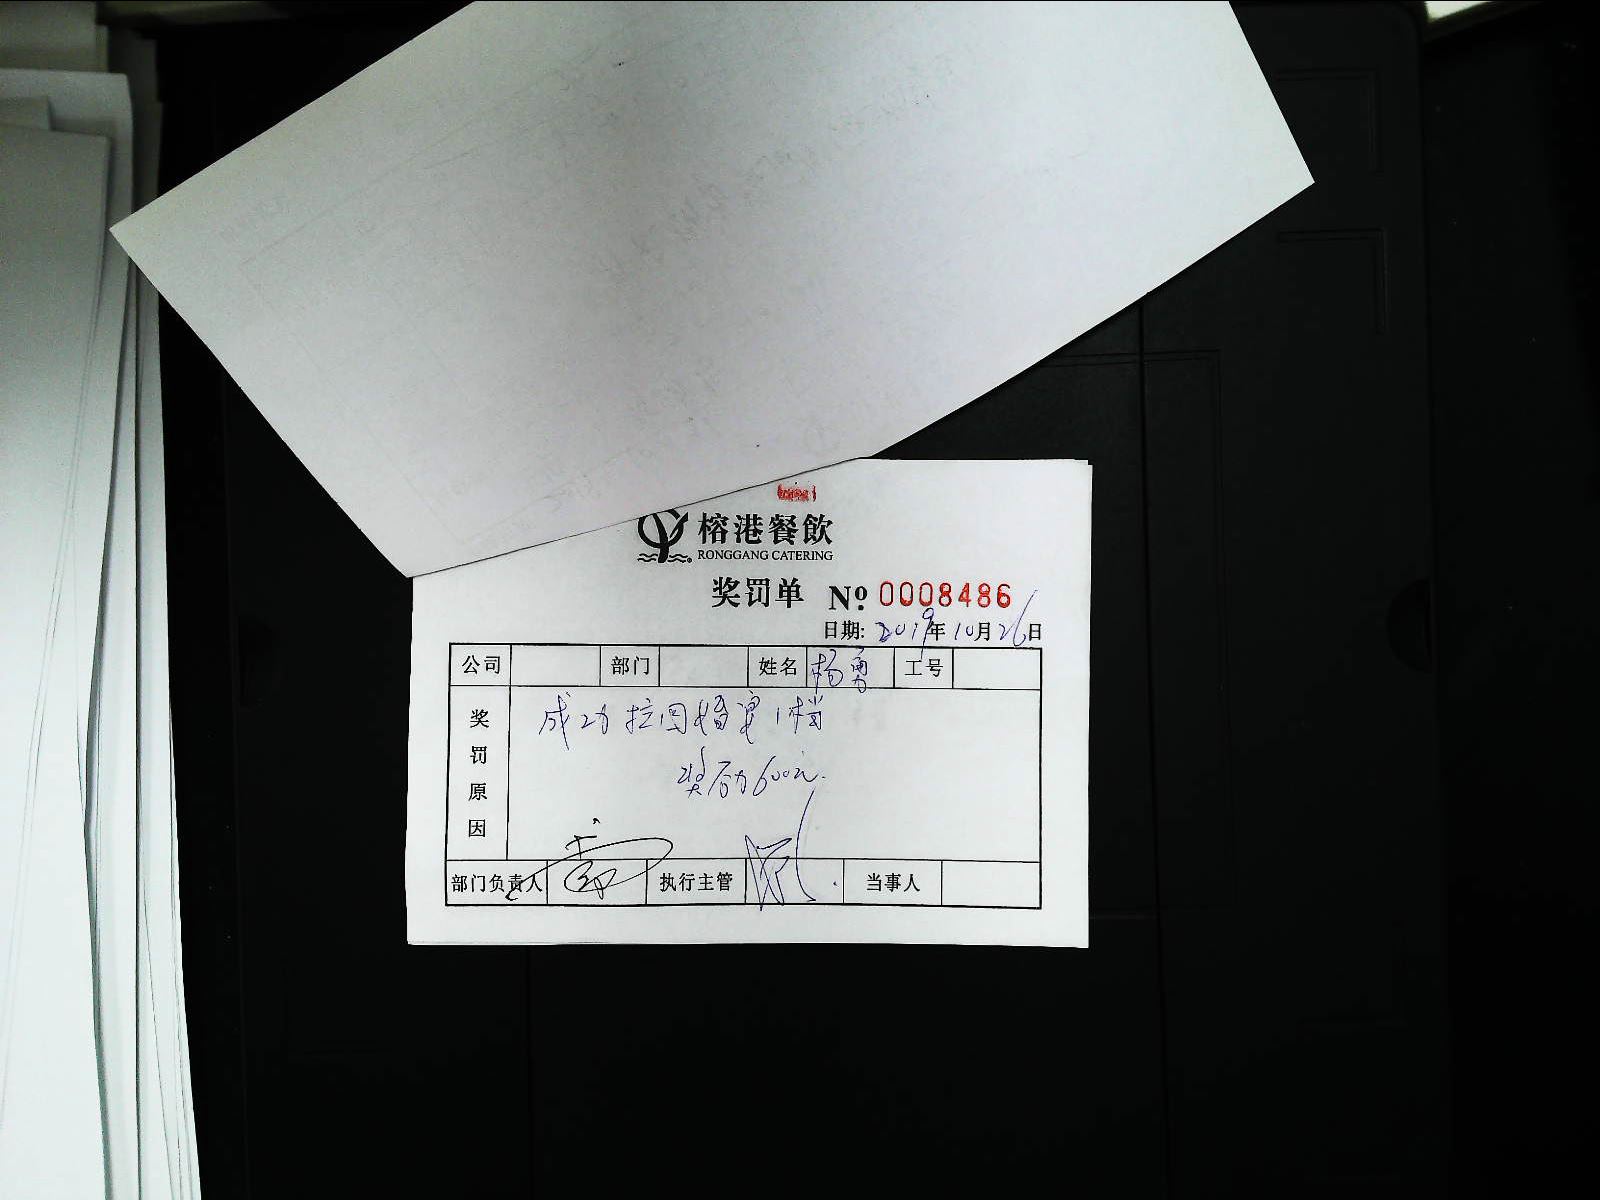 榕港餐飲
RONGGANG CATERING
奖罚单 Nº 0008486
日期: 2019年10月26日
公司 部门 姓名 杨勇 工号
奖罚原因
成功拉回婚宴1档
奖励600元.
部门负责人 执行主管 当事人